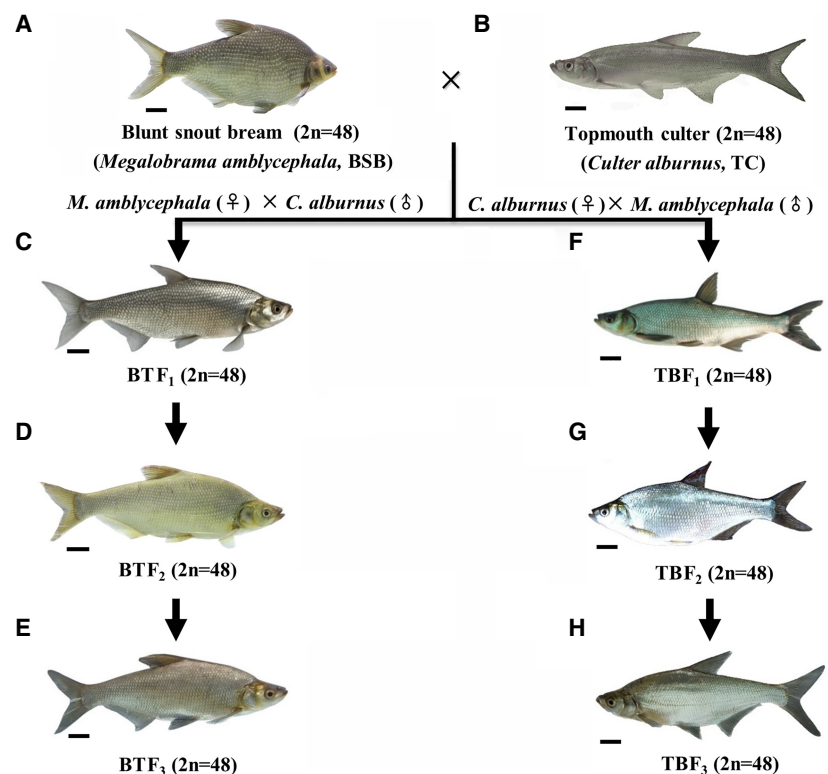 A
B
×
Blunt snout bream (2n=48)
(Megalobrama amblycephala, BSB)
Topmouth culter (2n=48)
(Culter alburnus, TC)
M. amblycephala (♀) × C. alburnus (♂)
C. alburnus (♀)× M. amblycephala (♂)
C
F
BTF₁ (2n=48)
TBF₁ (2n=48)
D
G
BTF₂ (2n=48)
TBF₂ (2n=48)
E
H
BTF₃ (2n=48)
TBF₃ (2n=48)